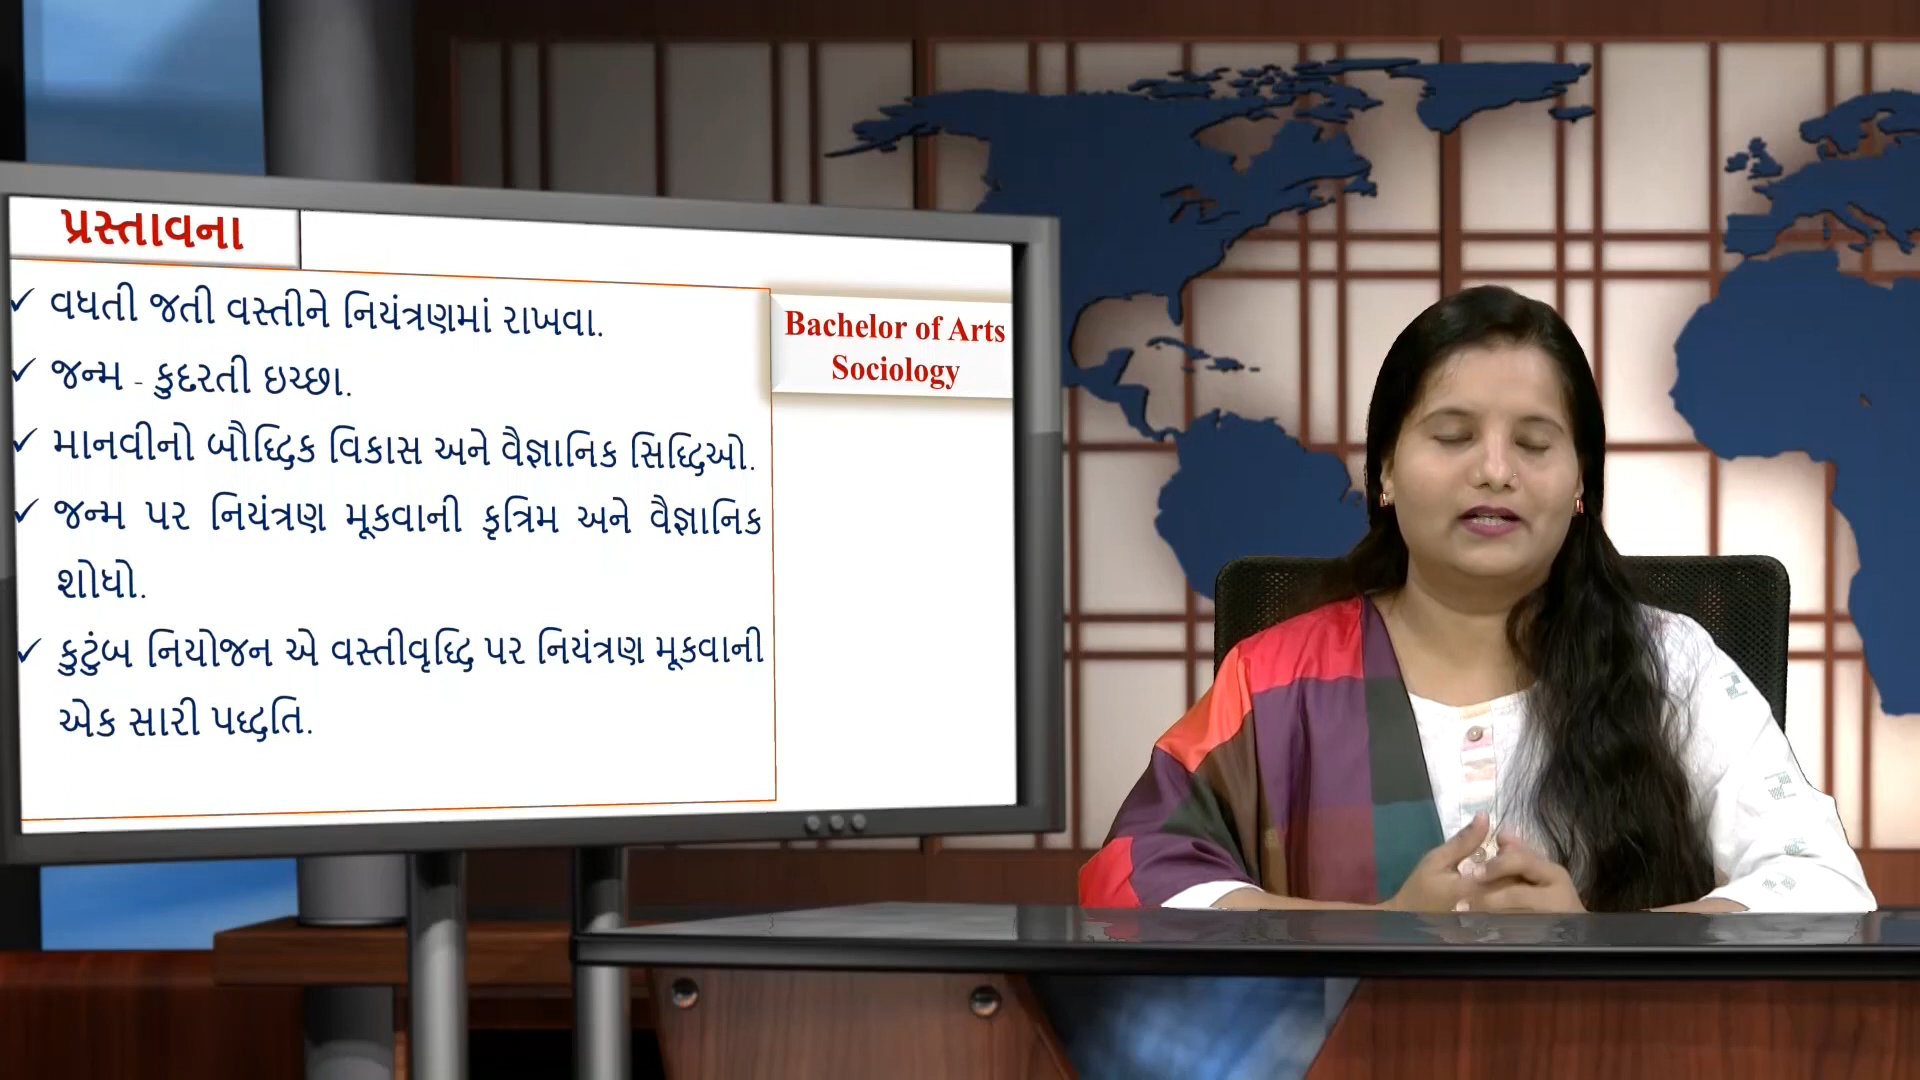 પ્રસ્તાવના
✓ વધતી જતી વસ્તીને નિયંત્રણમાં રાખવા.
✓ જન્મ - કુદરતી ઇચ્છા.
✓ માનવીનો બૌધ્ધિક વિકાસ અને વૈજ્ઞાનિક સિધ્ધિઓ.
✓ જન્મ પર નિયંત્રણ મૂકવાની કૃત્રિમ અને વૈજ્ઞાનિક
શોધો.
✓ કુટુંબ નિયોજન એ વસ્તીવૃધ્ધિ પર નિયંત્રણ મૂકવાની
એક સારી પધ્ધતિ.
Bachelor of Arts
Sociology